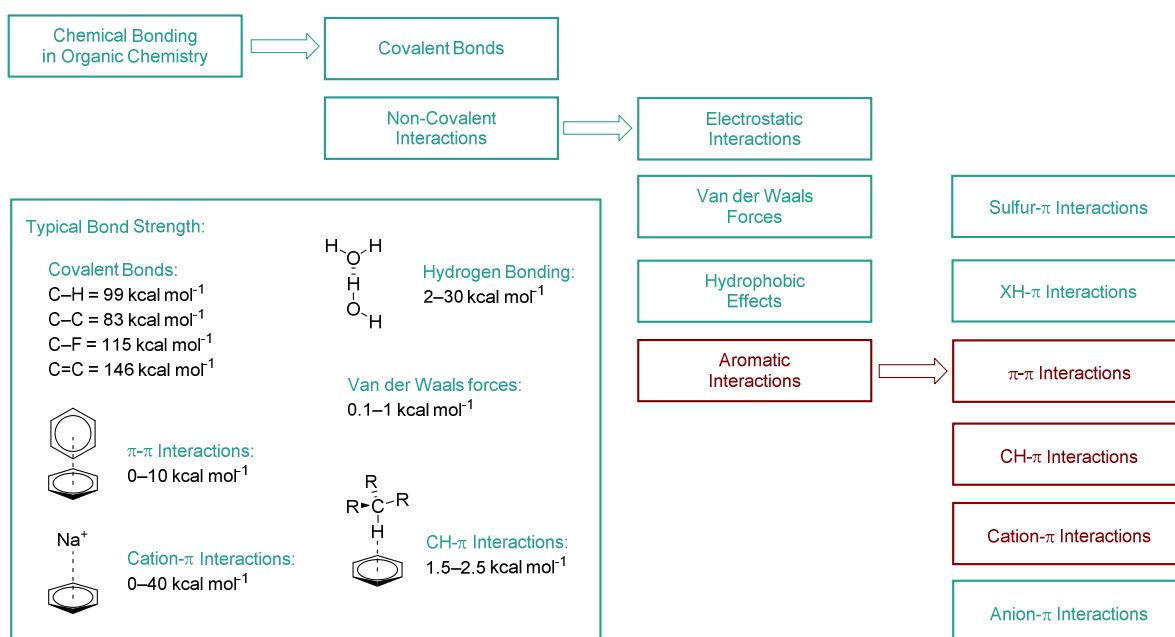 Chemical Bonding
in Organic Chemistry
Covalent Bonds
Non-Covalent
Interactions
Electrostatic
Interactions
Van der Waals
Forces
Hydrophobic
Effects
Aromatic
Interactions
Sulfur-π Interactions
XH-π Interactions
π-π Interactions
CH-π Interactions
Cation-π Interactions
Anion-π Interactions
Typical Bond Strength:
Covalent Bonds:
C–H = 99 kcal mol⁻¹
C–C = 83 kcal mol⁻¹
C–F = 115 kcal mol⁻¹
C=C = 146 kcal mol⁻¹
H O H
H
O
H
Hydrogen Bonding:
2–30 kcal mol⁻¹
Van der Waals forces:
0.1–1 kcal mol⁻¹
π-π Interactions:
0–10 kcal mol⁻¹
Na⁺
Cation-π Interactions:
0–40 kcal mol⁻¹
R
R C R
H
CH-π Interactions:
1.5–2.5 kcal mol⁻¹